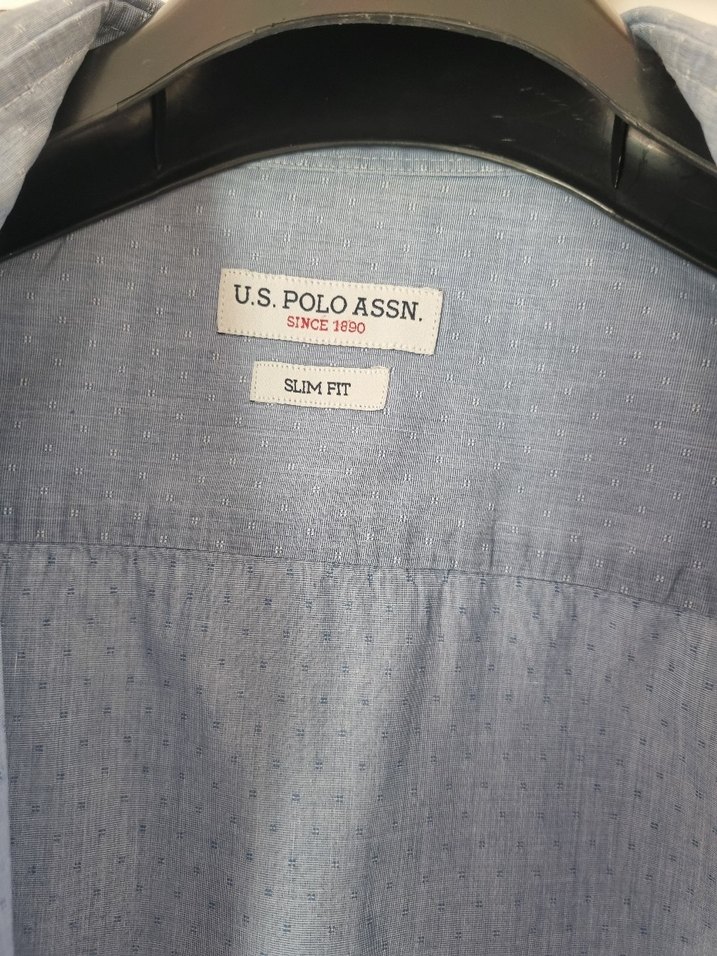 U.S. POLO ASSN.
SINCE 1890
SLIM FIT